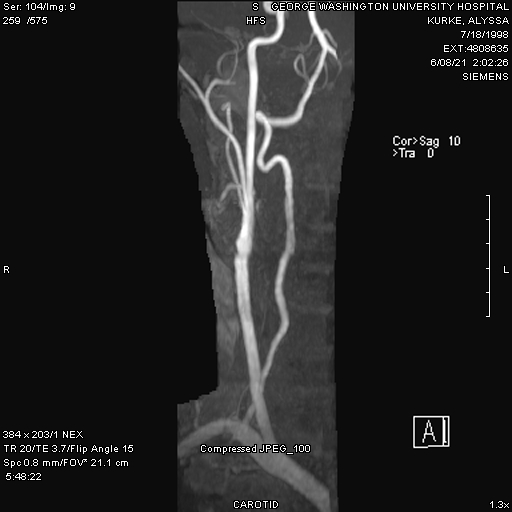 Ser: 104/Img: 9
259 /575
S GEORGE WASHINGTON UNIVERSITY HOSPITAL
HFS
KURKE, ALYSSA
7/18/1998
EXT:4808635
6/08/21 2:02:26
SIEMENS
Cor>Sag 10
>Tra 0
R
L
384 x 203/1 NEX
TR 20/TE 3.7/Flip Angle 15
Spc 0.8 mm/FOV* 21.1 cm
5:48:22
Compressed JPEG_100
A
CAROTID
1.3x